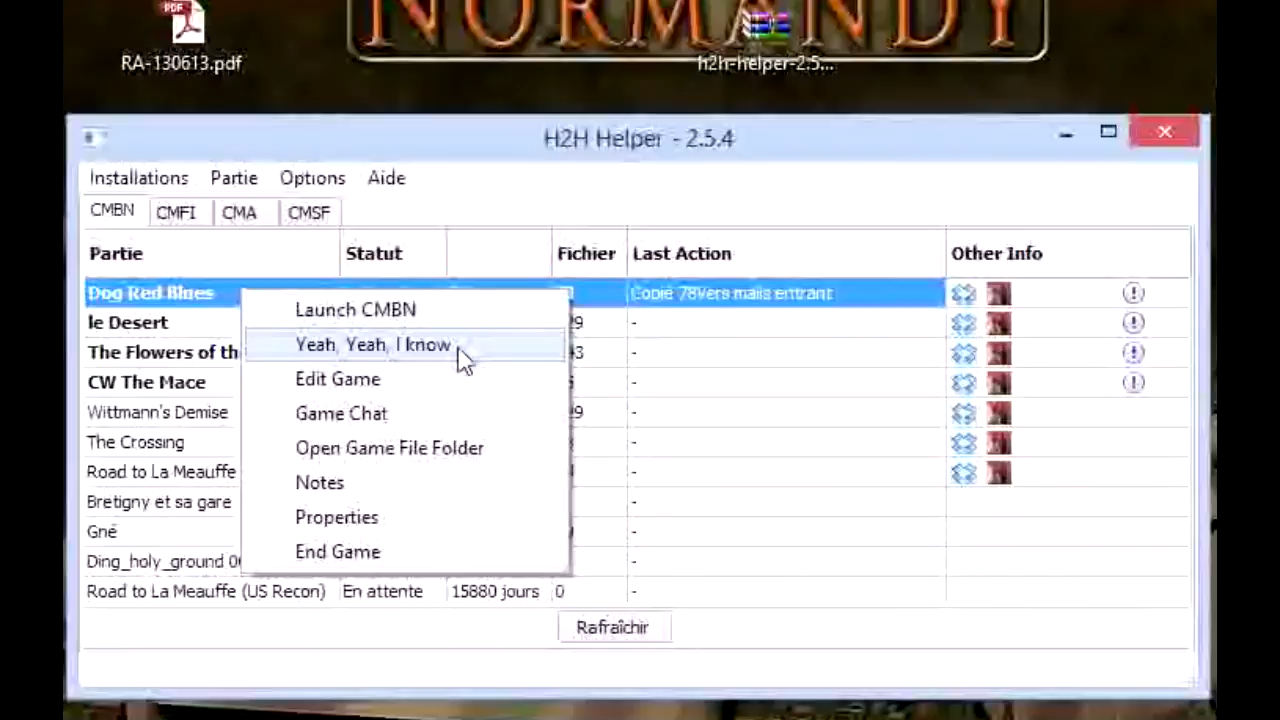 NORMANDY
RA-130613.pdf
h2h-helper-2.5...
H2H Helper - 2.5.4
Installations Partie Options Aide
CMBN CMFI CMA CMSF
Partie Statut Fichier Last Action Other Info
Dog Red Blues Copié 78Vers mails entrant
le Desert -
The Flowers of th -
CW The Mace -
Wittmann's Demise -
The Crossing -
Road to La Meauffe -
Bretigny et sa gare -
Gné -
Ding_holy_ground -
Road to La Meauffe (US Recon) En attente 15880 jours 0 -
Launch CMBN
Yeah, Yeah, I know
Edit Game
Game Chat
Open Game File Folder
Notes
Properties
End Game
Rafraîchir